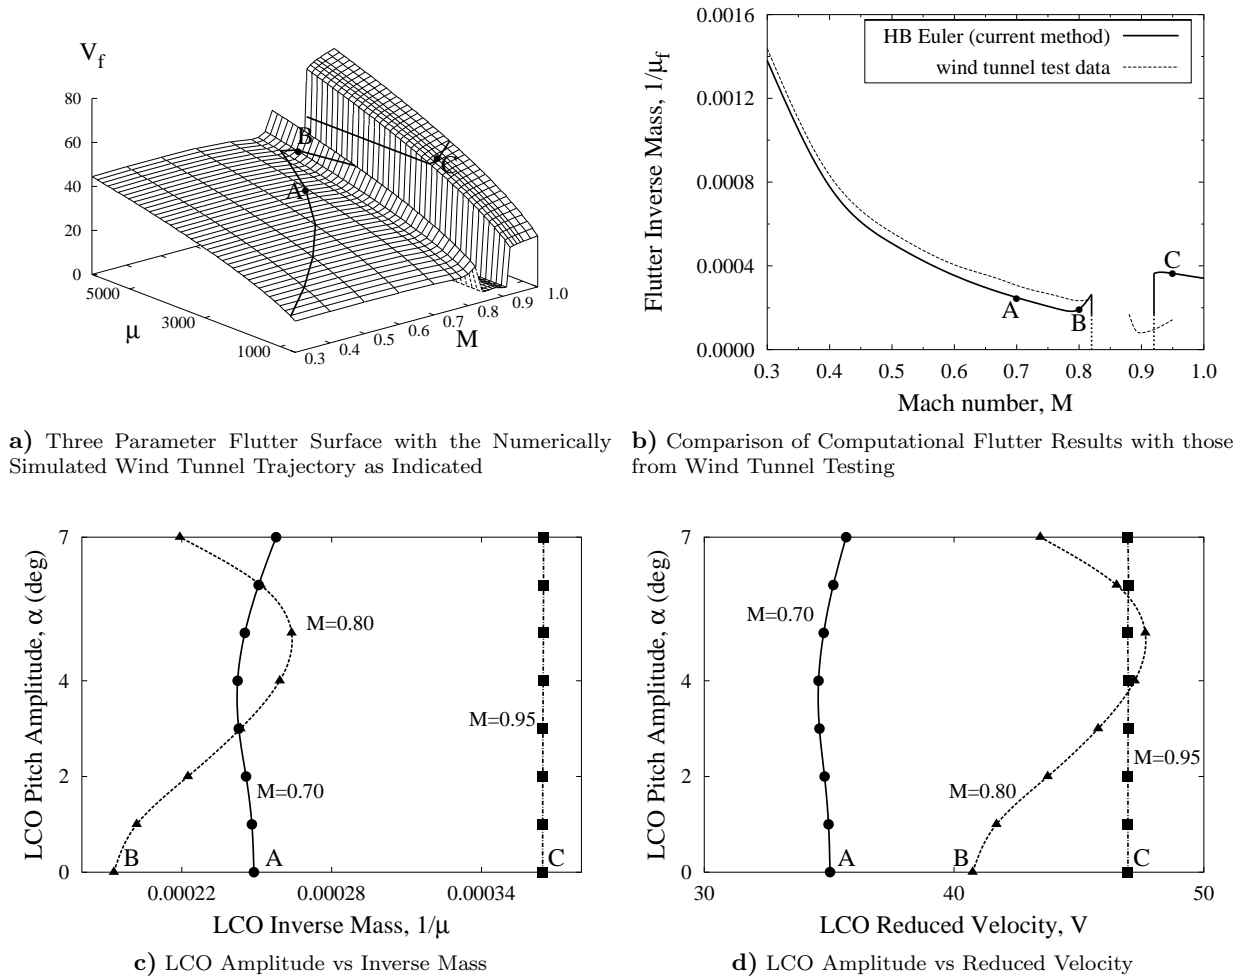 V_f
80
60
40
20
0
5000
3000
1000
μ
0.3
0.4
0.5
0.6
0.7
0.8
0.9
1.0
M
A
B
C
a) Three Parameter Flutter Surface with the Numerically
Simulated Wind Tunnel Trajectory as Indicated
Flutter Inverse Mass, 1/μ_f
0.0016
0.0012
0.0008
0.0004
0.0000
HB Euler (current method)
wind tunnel test data
A
B
C
0.3 0.4 0.5 0.6 0.7 0.8 0.9 1.0
Mach number, M
b) Comparison of Computational Flutter Results with those
from Wind Tunnel Testing
LCO Pitch Amplitude, α (deg)
7
4
2
0
M=0.80
M=0.95
M=0.70
B
A
C
0.00022 0.00028 0.00034
LCO Inverse Mass, 1/μ
c) LCO Amplitude vs Inverse Mass
LCO Pitch Amplitude, α (deg)
7
4
2
0
M=0.70
M=0.95
M=0.80
A
B
C
30 40 50
LCO Reduced Velocity, V
d) LCO Amplitude vs Reduced Velocity